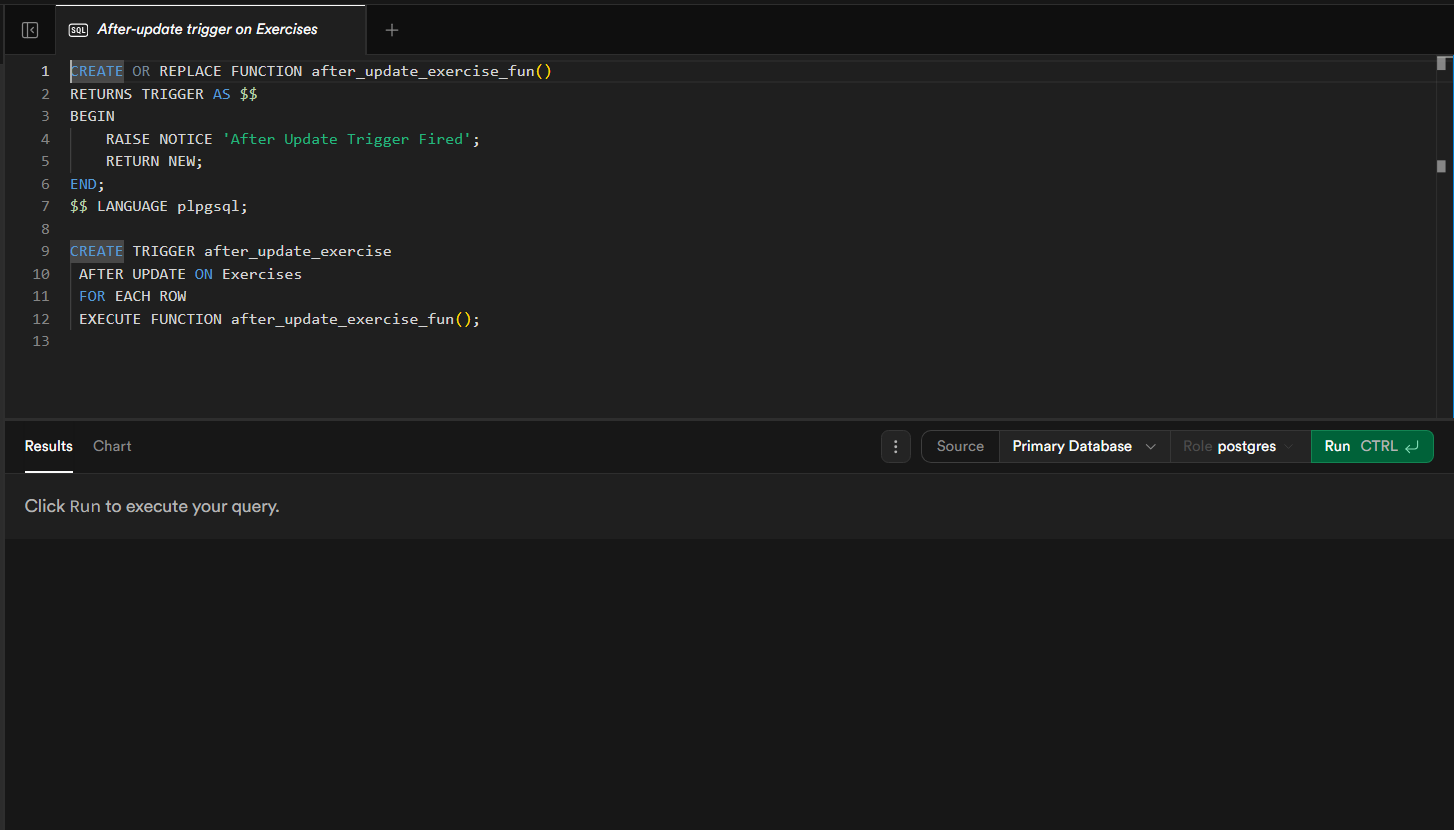 SQL After-update trigger on Exercises +
1 CREATE OR REPLACE FUNCTION after_update_exercise_fun()
2 RETURNS TRIGGER AS $$
3 BEGIN
4     RAISE NOTICE 'After Update Trigger Fired';
5     RETURN NEW;
6 END;
7 $$ LANGUAGE plpgsql;
8
9 CREATE TRIGGER after_update_exercise
10  AFTER UPDATE ON Exercises
11  FOR EACH ROW
12  EXECUTE FUNCTION after_update_exercise_fun();
13
Results Chart Source Primary Database Role postgres Run CTRL ↵
Click Run to execute your query.